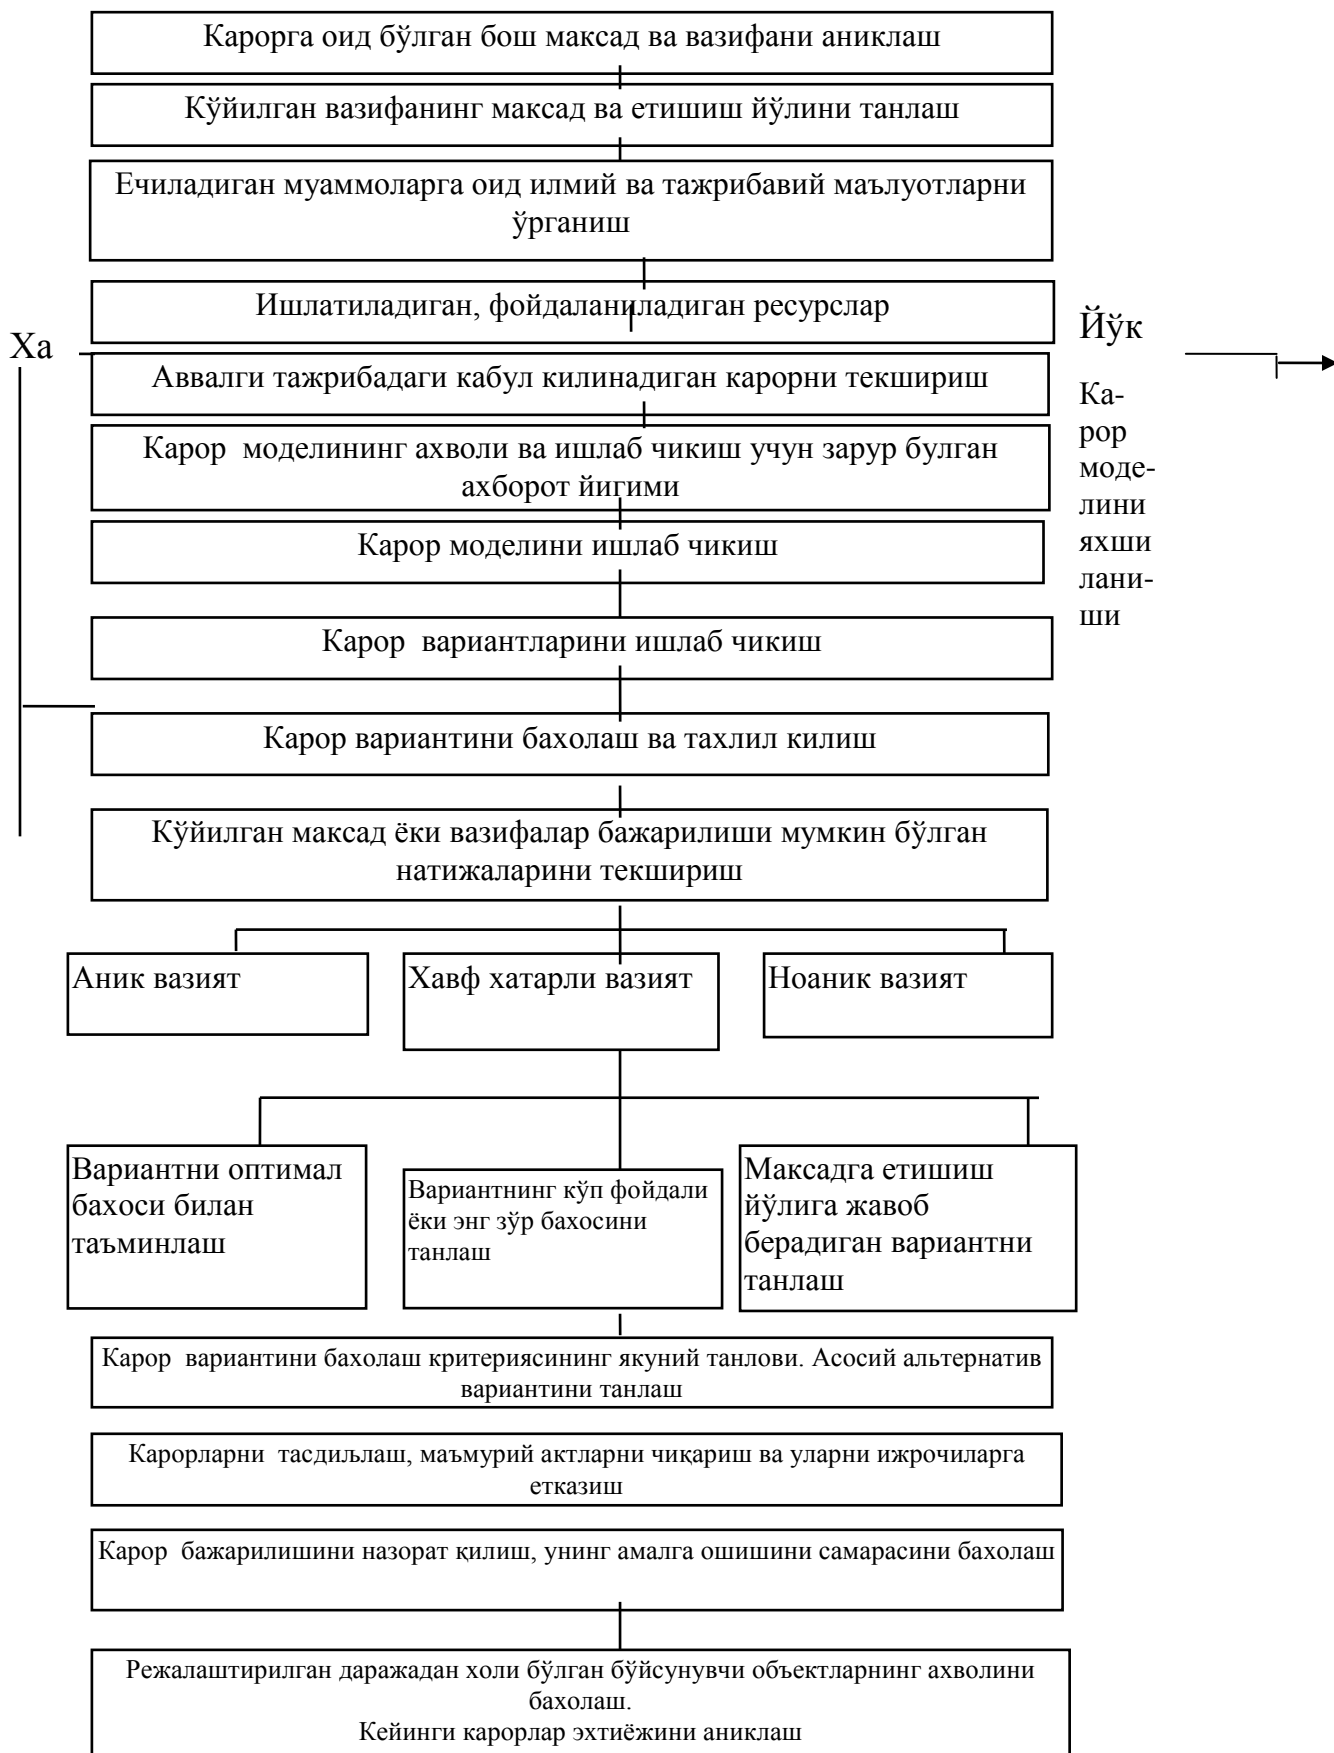 Карорга оид бўлган бош максад ва вазифани аниклаш
Кўйилган вазифанинг максад ва етишиш йўлини танлаш
Ечиладиган муаммоларга оид илмий ва тажрибавий маълуотларни
ўрганиш
Ишлатиладиган, фойдаланиладиган ресурслар
Ха
Йўк
Аввалги тажрибадаги кабул килинадиган карорни текшириш
Ка-
рор
моде-
лини
яхши
лани-
ши
Карор моделининг ахволи ва ишлаб чикиш учун зарур булган
ахборот йигими
Карор моделини ишлаб чикиш
Карор вариантларини ишлаб чикиш
Карор вариантини бахолаш ва тахлил килиш
Кўйилган максад ёки вазифалар бажарилиши мумкин бўлган
натижаларини текшириш
Аник вазият
Хавф хатарли вазият
Ноаник вазият
Вариантни оптимал
бахоси билан
таъминлаш
Вариантнинг кўп фойдали
ёки энг зўр бахосини
танлаш
Максадга етишиш
йўлига жавоб
берадиган вариантни
танлаш
Карор вариантини бахолаш критериясининг якуний танлови. Асосий альтернатив
вариантини танлаш
Карорларни тасдиљлаш, маъмурий актларни чиқариш ва уларни ижрочиларга
етказиш
Карор бажарилишини назорат қилиш, унинг амалга ошишини самарасини бахолаш
Режалаштирилган даражадан холи бўлган бўйсунувчи объектларнинг ахволини
бахолаш.
Кейинги карорлар эхтиёжини аниклаш